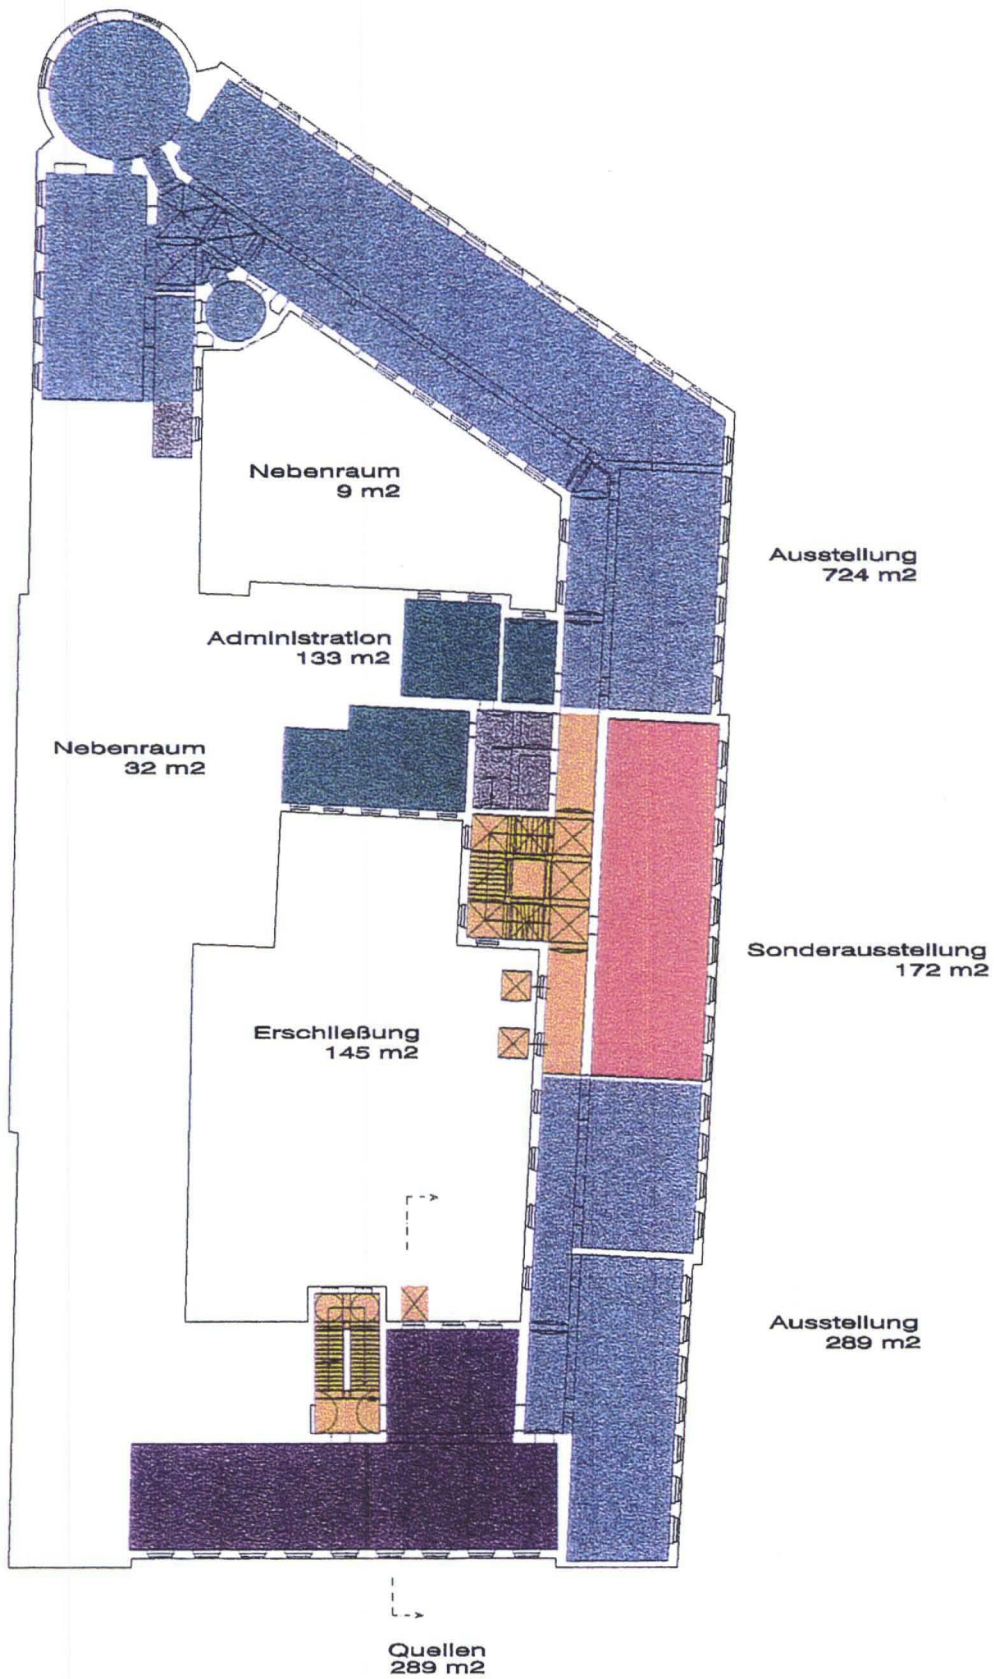 Nebenraum
9 m2
Ausstellung
724 m2
Administration
133 m2
Nebenraum
32 m2
Sonderausstellung
172 m2
Erschließung
145 m2
A
Ausstellung
289 m2
A
Quellen
289 m2